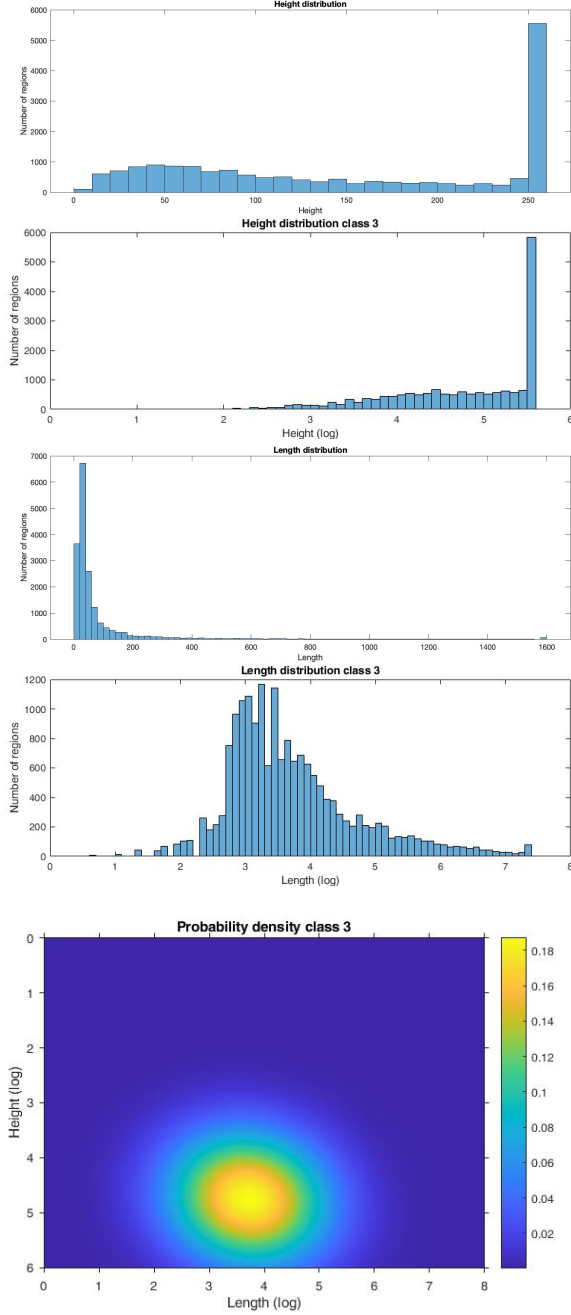 Height distribution
6000
5000
4000
3000
2000
1000
0
Number of regions
0 50 100 150 200 250
Height
Height distribution class 3
6000
5000
4000
3000
2000
1000
0
Number of regions
0 1 2 3 4 5 6
Height (log)
Length distribution
7000
6000
5000
4000
3000
2000
1000
0
Number of regions
0 200 400 600 800 1000 1200 1400 1600
Length
Length distribution class 3
1200
1000
800
600
400
200
0
Number of regions
0 1 2 3 4 5 6 7 8
Length (log)
Probability density class 3
0
1
2
3
4
5
6
Height (log)
0 1 2 3 4 5 6 7 8
Length (log)
0.18
0.16
0.14
0.12
0.1
0.08
0.06
0.04
0.02